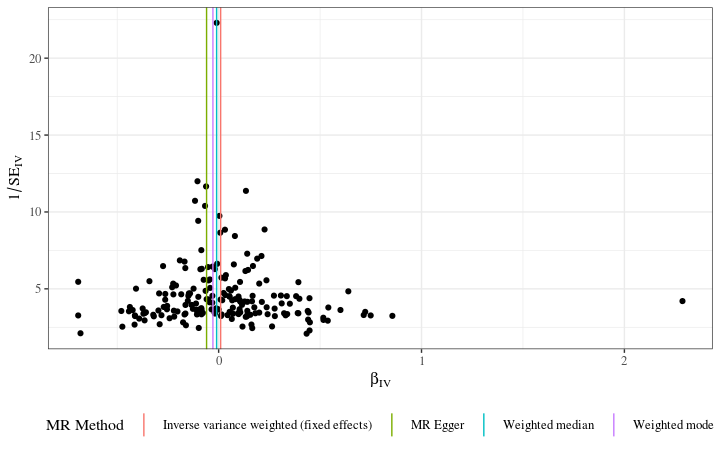 20
15
10
5
1/SE_IV
0 1 2
β_IV
MR Method Inverse variance weighted (fixed effects) MR Egger Weighted median Weighted mode